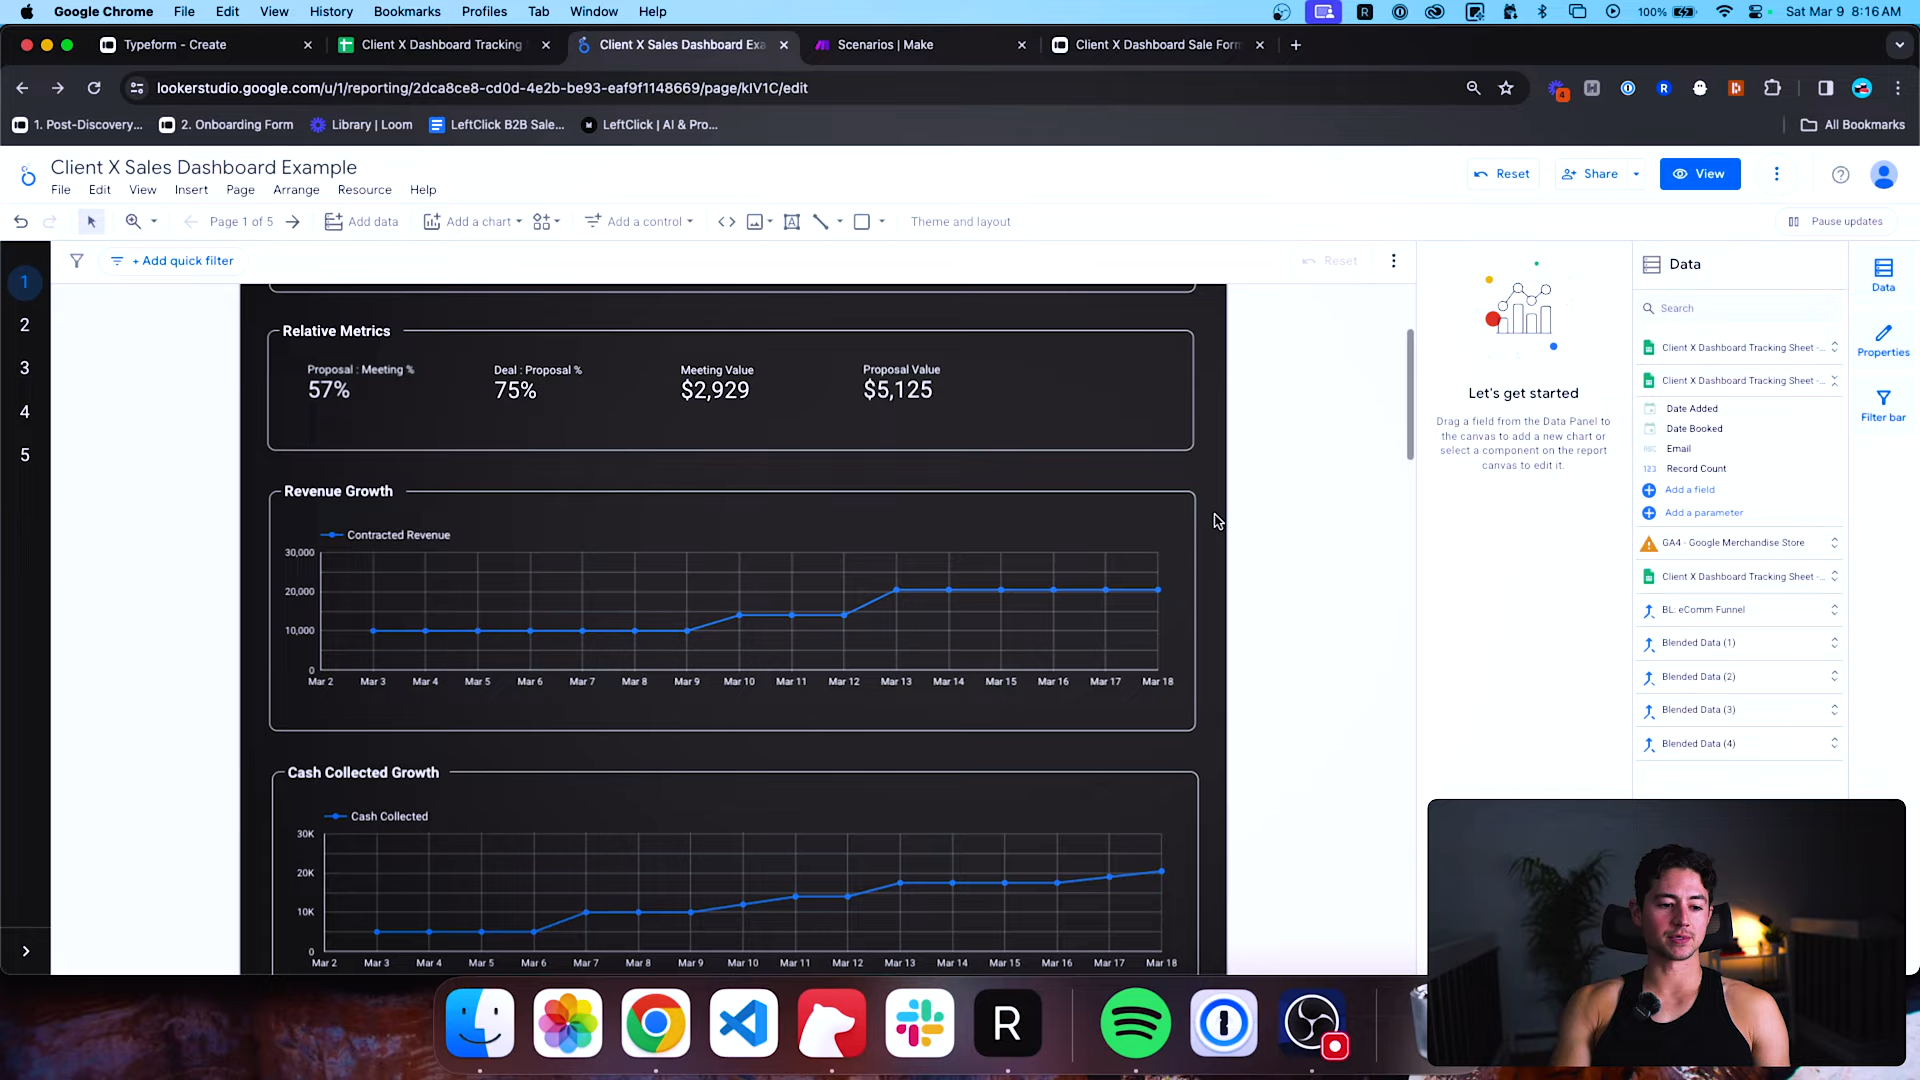 Google Chrome File Edit View History Bookmarks Profiles Tab Window Help 100% Sat Mar 9 8:16 AM
Typeform - Create
Client X Dashboard Tracking
Client X Sales Dashboard Exa
Scenarios | Make
Client X Dashboard Sale Form
lookerstudio.google.com/u/1/reporting/2dca8ce8-cd0d-4e2b-be93-eaf9f1148669/page/kIV1C/edit
4
1. Post-Discovery...
2. Onboarding Form
Library | Loom
LeftClick B2B Sale...
LeftClick | AI & Pro...
All Bookmarks
Client X Sales Dashboard Example
File Edit View Insert Page Arrange Resource Help
Reset
Share
View
Page 1 of 5
Add data
Add a chart
Add a control
Theme and layout
Pause updates
+ Add quick filter
Reset
1
2
3
4
5
Relative Metrics
Proposal : Meeting %
57%
Deal : Proposal %
75%
Meeting Value
$2,929
Proposal Value
$5,125
Revenue Growth
Contracted Revenue
30,000
20,000
10,000
0
Mar 2 Mar 3 Mar 4 Mar 5 Mar 6 Mar 7 Mar 8 Mar 9 Mar 10 Mar 11 Mar 12 Mar 13 Mar 14 Mar 15 Mar 16 Mar 17 Mar 18
Cash Collected Growth
Cash Collected
30K
20K
10K
0
Mar 2 Mar 3 Mar 4 Mar 5 Mar 6 Mar 7 Mar 8 Mar 9 Mar 10 Mar 11 Mar 12 Mar 13 Mar 14 Mar 15 Mar 16 Mar 17 Mar 18
Let's get started
Drag a field from the Data Panel to
the canvas to add a new chart or
select a component on the report
canvas to edit it.
Data
Search
Client X Dashboard Tracking Sheet -...
Client X Dashboard Tracking Sheet -...
Date Added
Date Booked
ABC Email
123 Record Count
Add a field
Add a parameter
GA4 - Google Merchandise Store
Client X Dashboard Tracking Sheet -...
BL: eComm Funnel
Blended Data (1)
Blended Data (2)
Blended Data (3)
Blended Data (4)
Data
Properties
Filter bar
R